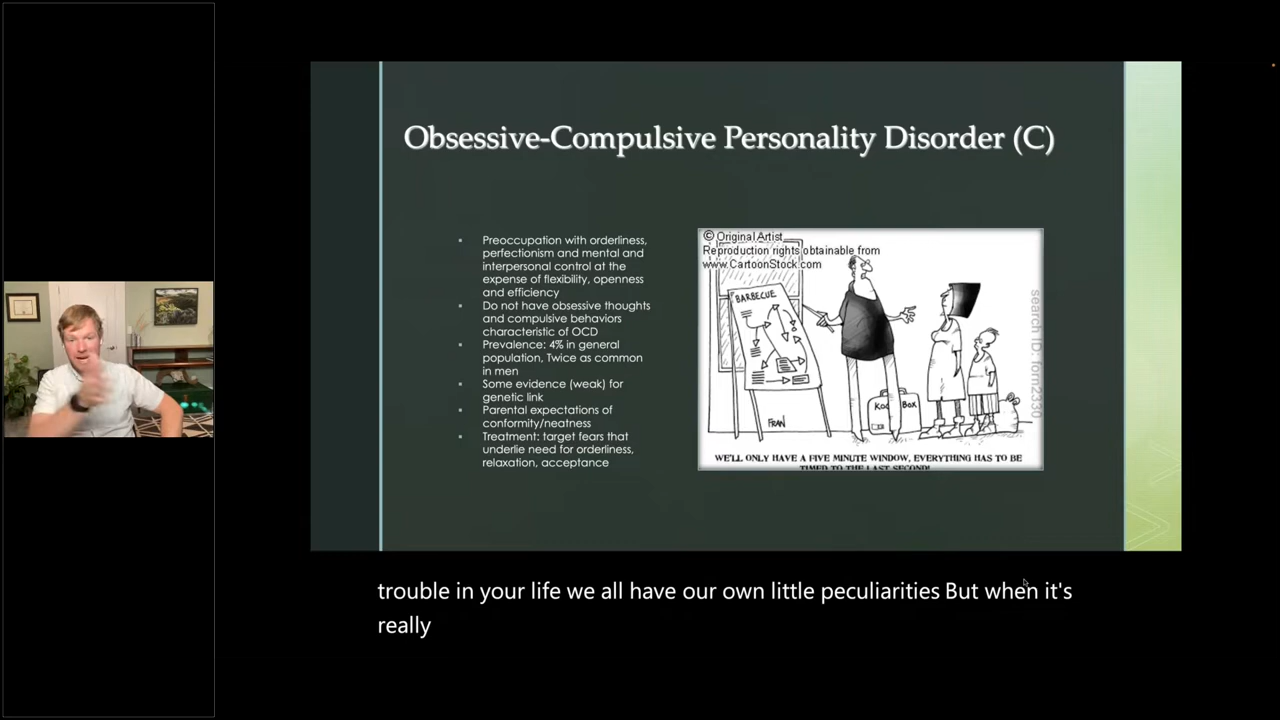 Obsessive-Compulsive Personality Disorder (C)
▪ Preoccupation with orderliness,
perfectionism and mental and
interpersonal control at the
expense of flexibility, openness
and efficiency
▪ Do not have obsessive thoughts
and compulsive behaviors
characteristic of OCD
▪ Prevalence: 4% in general
population, Twice as common
in men
▪ Some evidence (weak) for
genetic link
▪ Parental expectations of
conformity/neatness
▪ Treatment: target fears that
underlie need for orderliness,
relaxation, acceptance
© Original Artist
Reproduction rights obtainable from
www.CartoonStock.com
BARBECUE
FRAN
BOX
search ID: forn2330
WE'LL ONLY HAVE A FIVE MINUTE WINDOW, EVERYTHING HAS TO BE
TIMED TO THE LAST SECOND!
trouble in your life we all have our own little peculiarities But when it's
really